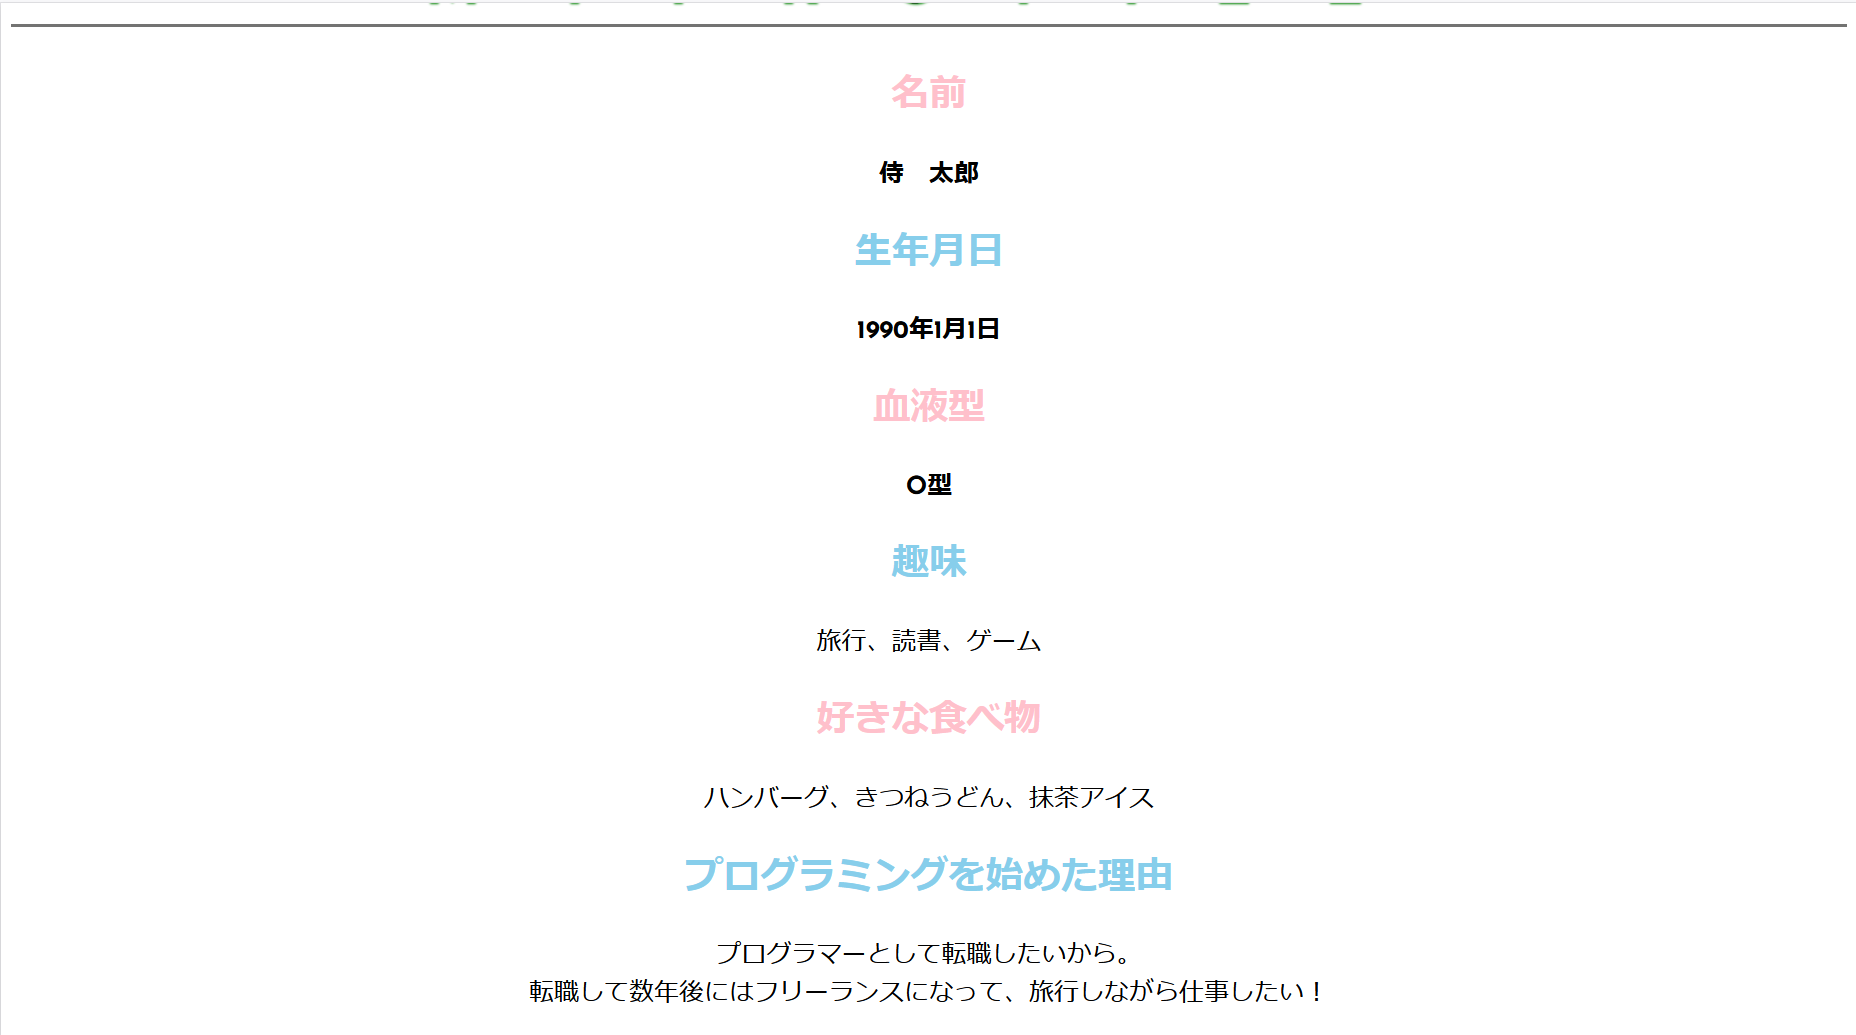 名前
侍　太郎
生年月日
1990年1月1日
血液型
O型
趣味
旅行、読書、ゲーム
好きな食べ物
ハンバーグ、きつねうどん、抹茶アイス
プログラミングを始めた理由
プログラマーとして転職したいから。
転職して数年後にはフリーランスになって、旅行しながら仕事したい！